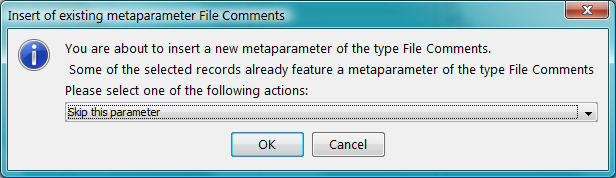 Insert of existing metaparameter File Comments
You are about to insert a new metaparameter of the type File Comments.
Some of the selected records already feature a metaparameter of the type File Comments
Please select one of the following actions:
Skip this parameter
OK Cancel